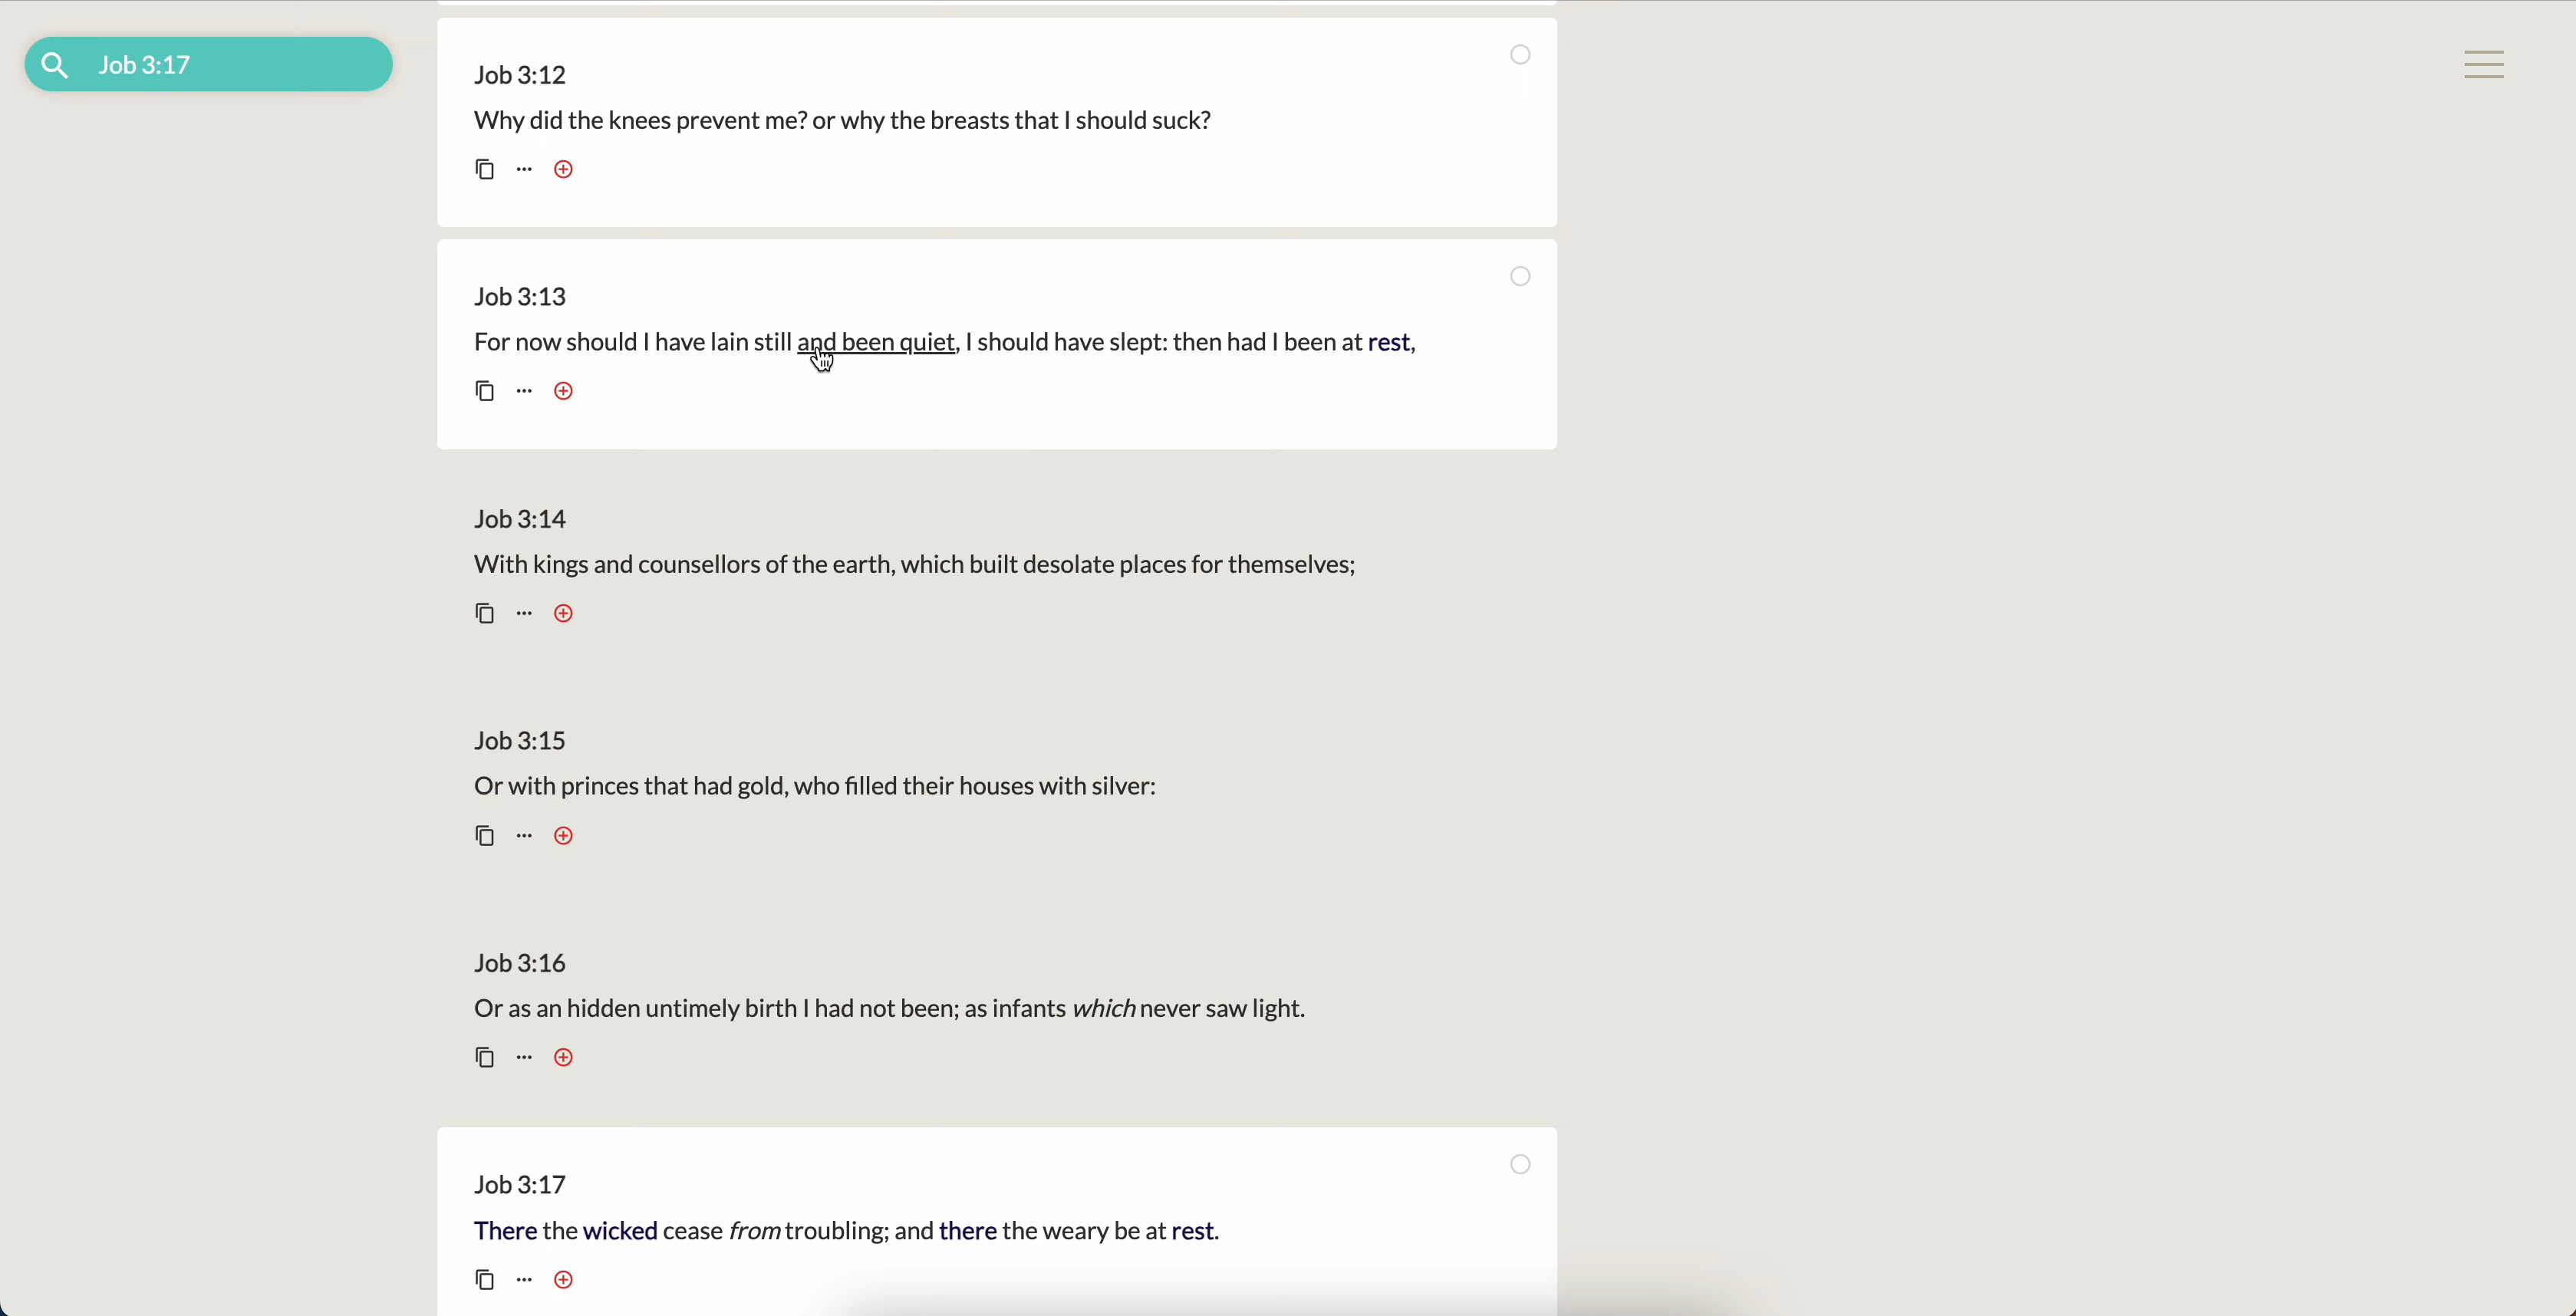 Job 3:17
Job 3:12
Why did the knees prevent me? or why the breasts that I should suck?
Job 3:13
For now should I have lain still and been quiet, I should have slept: then had I been at rest,
Job 3:14
With kings and counsellors of the earth, which built desolate places for themselves;
Job 3:15
Or with princes that had gold, who filled their houses with silver:
Job 3:16
Or as an hidden untimely birth I had not been; as infants which never saw light.
Job 3:17
There the wicked cease from troubling; and there the weary be at rest.